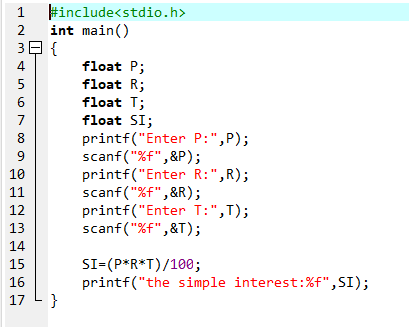 1 #include<stdio.h>
2 int main()
3 {
4 float P;
5 float R;
6 float T;
7 float SI;
8 printf("Enter P:",P);
9 scanf("%f",&P);
10 printf("Enter R:",R);
11 scanf("%f",&R);
12 printf("Enter T:",T);
13 scanf("%f",&T);
14
15 SI=(P*R*T)/100;
16 printf("the simple interest:%f",SI);
17 }